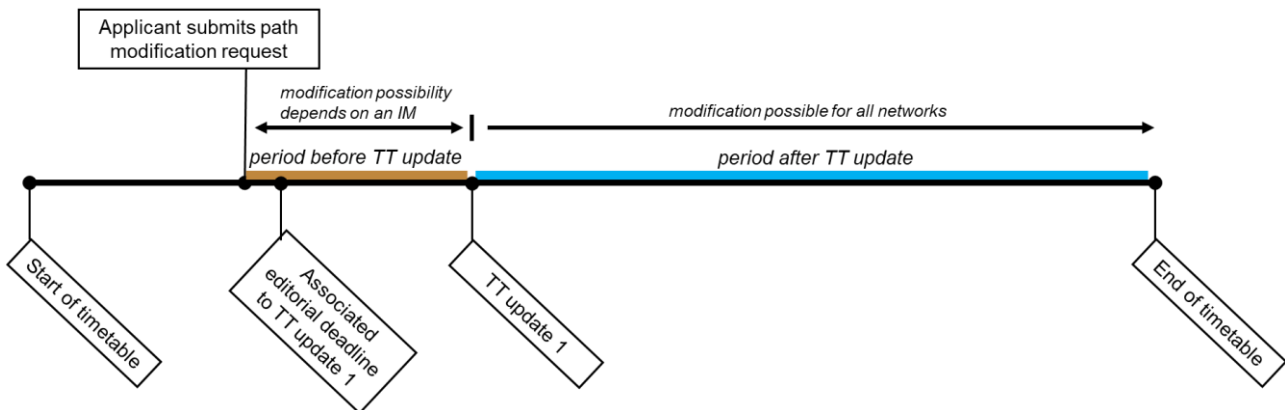 Applicant submits path
modification request
modification possibility
depends on an IM
modification possible for all networks
period before TT update
period after TT update
Start of timetable
Associated
editorial deadline
to TT update 1
TT update 1
End of timetable